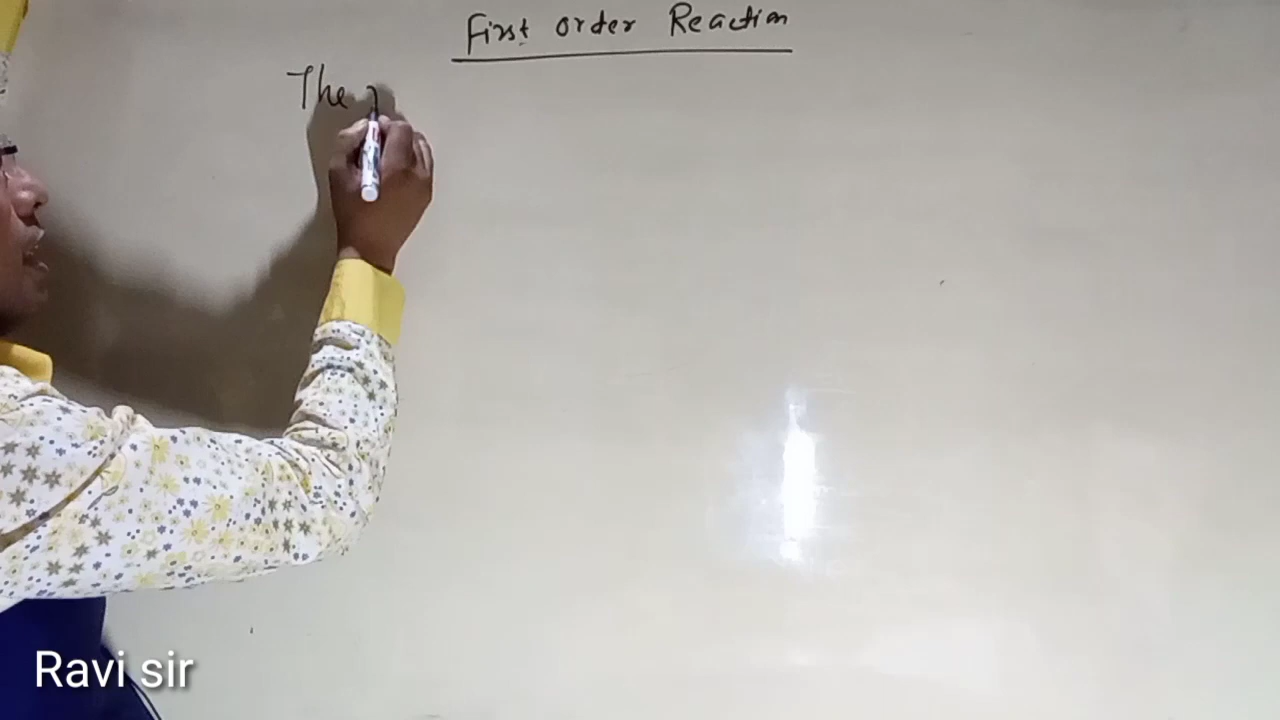 First order Reaction
The
Ravi sir